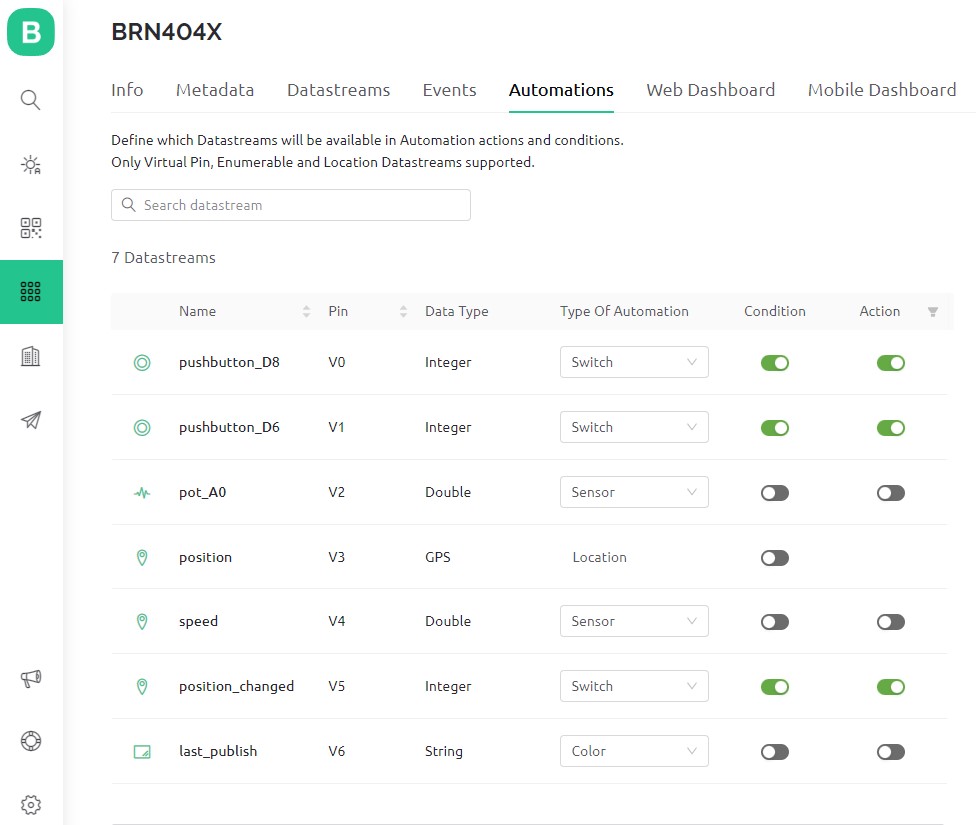 B
BRN404X
Info Metadata Datastreams Events Automations Web Dashboard Mobile Dashboard
Define which Datastreams will be available in Automation actions and conditions.
Only Virtual Pin, Enumerable and Location Datastreams supported.
Search datastream
7 Datastreams
Name Pin Data Type Type Of Automation Condition Action
pushbutton_D8 V0 Integer Switch
pushbutton_D6 V1 Integer Switch
pot_A0 V2 Double Sensor
position V3 GPS Location
speed V4 Double Sensor
position_changed V5 Integer Switch
last_publish V6 String Color